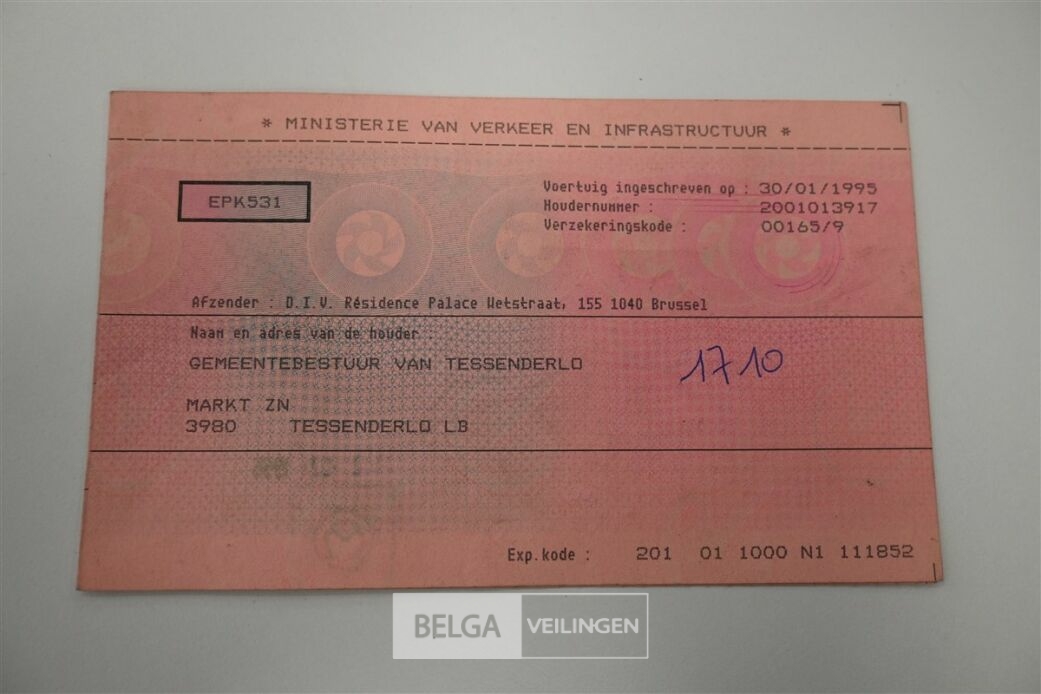 * MINISTERIE VAN VERKEER EN INFRASTRUCTUUR *
EPK531
Voertuig ingeschreven op : 30/01/1995
Houdernummer : 2001013917
Verzekeringskode : 00165/9
Afzender : D.I.V. Résidence Palace Wetstraat, 155 1040 Brussel
Naam en adres van de houder :
GEMEENTEBESTUUR VAN TESSENDERLO
1710
MARKT ZN
3980 TESSENDERLO LB
Exp.kode : 201 01 1000 N1 111852
BELGA VEILINGEN